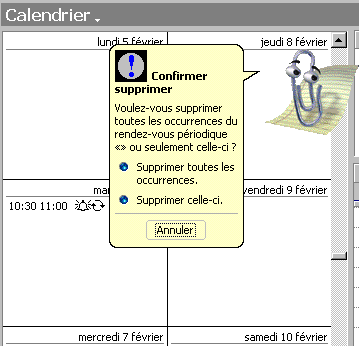 Calendrier
lundi 5 février
jeudi 8 février
Confirmer
supprimer
Voulez-vous supprimer
toutes les occurrences du
rendez-vous périodique
«» ou seulement celle-ci ?
Supprimer toutes les
occurrences.
Supprimer celle-ci.
Annuler
mar
vendredi 9 février
10:30 11:00
mercredi 7 février
samedi 10 février